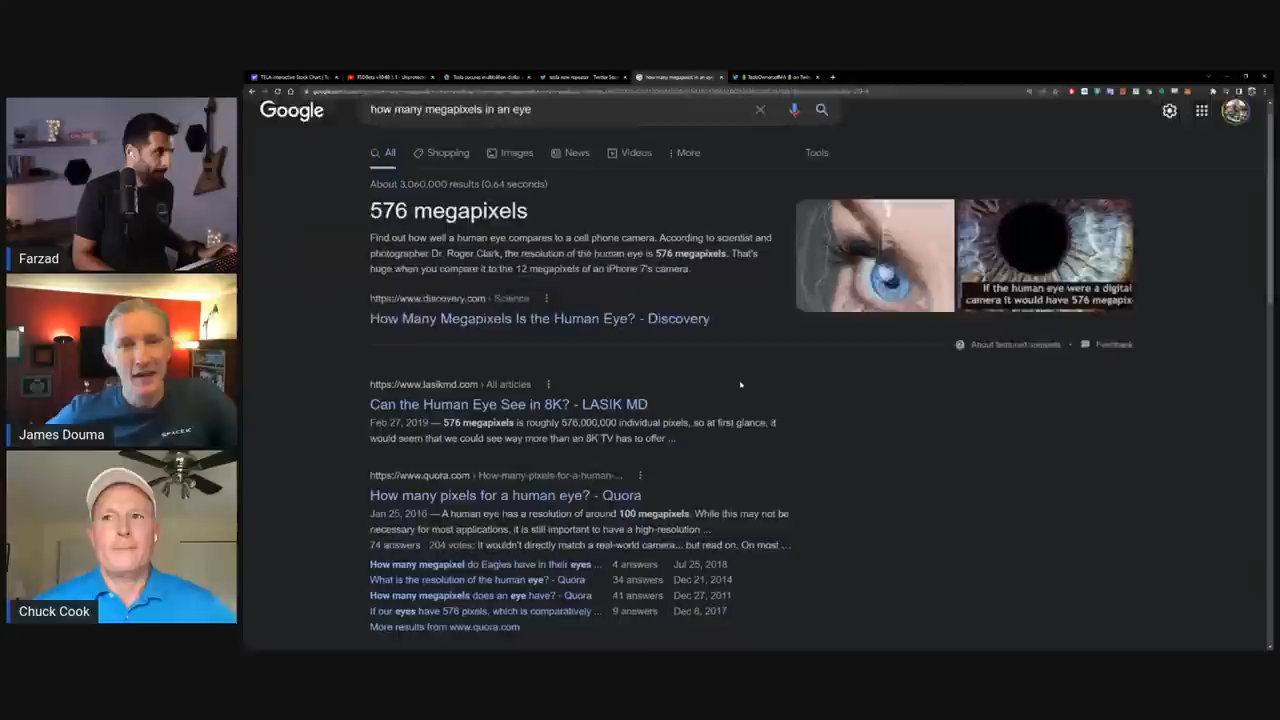 Farzad
James Douma
SPACEX
Chuck Cook
Google
how many megapixels in an eye
All
Shopping
Images
News
Videos
More
Tools
About 3,060,000 results (0.64 seconds)
576 megapixels
Find out how well a human eye compares to a cell phone camera. According to scientist and
photographer Dr. Roger Clark, the resolution of the human eye is 576 megapixels. That's
huge when you compare it to the 12 megapixels of an iPhone 7's camera.
If the human eye were a digital
camera it would have 576 megapix
https://www.discovery.com › Science
How Many Megapixels Is the Human Eye? - Discovery
About featured snippets
Feedback
https://www.lasikmd.com › All articles
Can the Human Eye See in 8K? - LASIK MD
Feb 27, 2019 — 576 megapixels is roughly 576,000,000 individual pixels, so at first glance, it
would seem that we could see way more than an 8K TV has to offer ...
https://www.quora.com › How-many-pixels-for-a-human-...
How many pixels for a human eye? - Quora
Jan 25, 2016 — A human eye has a resolution of around 100 megapixels. While this may not be
necessary for most applications, it is still important to have a high-resolution ...
74 answers · 204 votes: It wouldn't directly match a real-world camera... but read on. On most ...
How many megapixel do Eagles have in their eyes ... 4 answers Jul 25, 2018
What is the resolution of the human eye? - Quora 34 answers Dec 21, 2014
How many megapixels does an eye have? - Quora 41 answers Dec 27, 2011
If our eyes have 576 pixels, which is comparatively ... 9 answers Dec 6, 2017
More results from www.quora.com